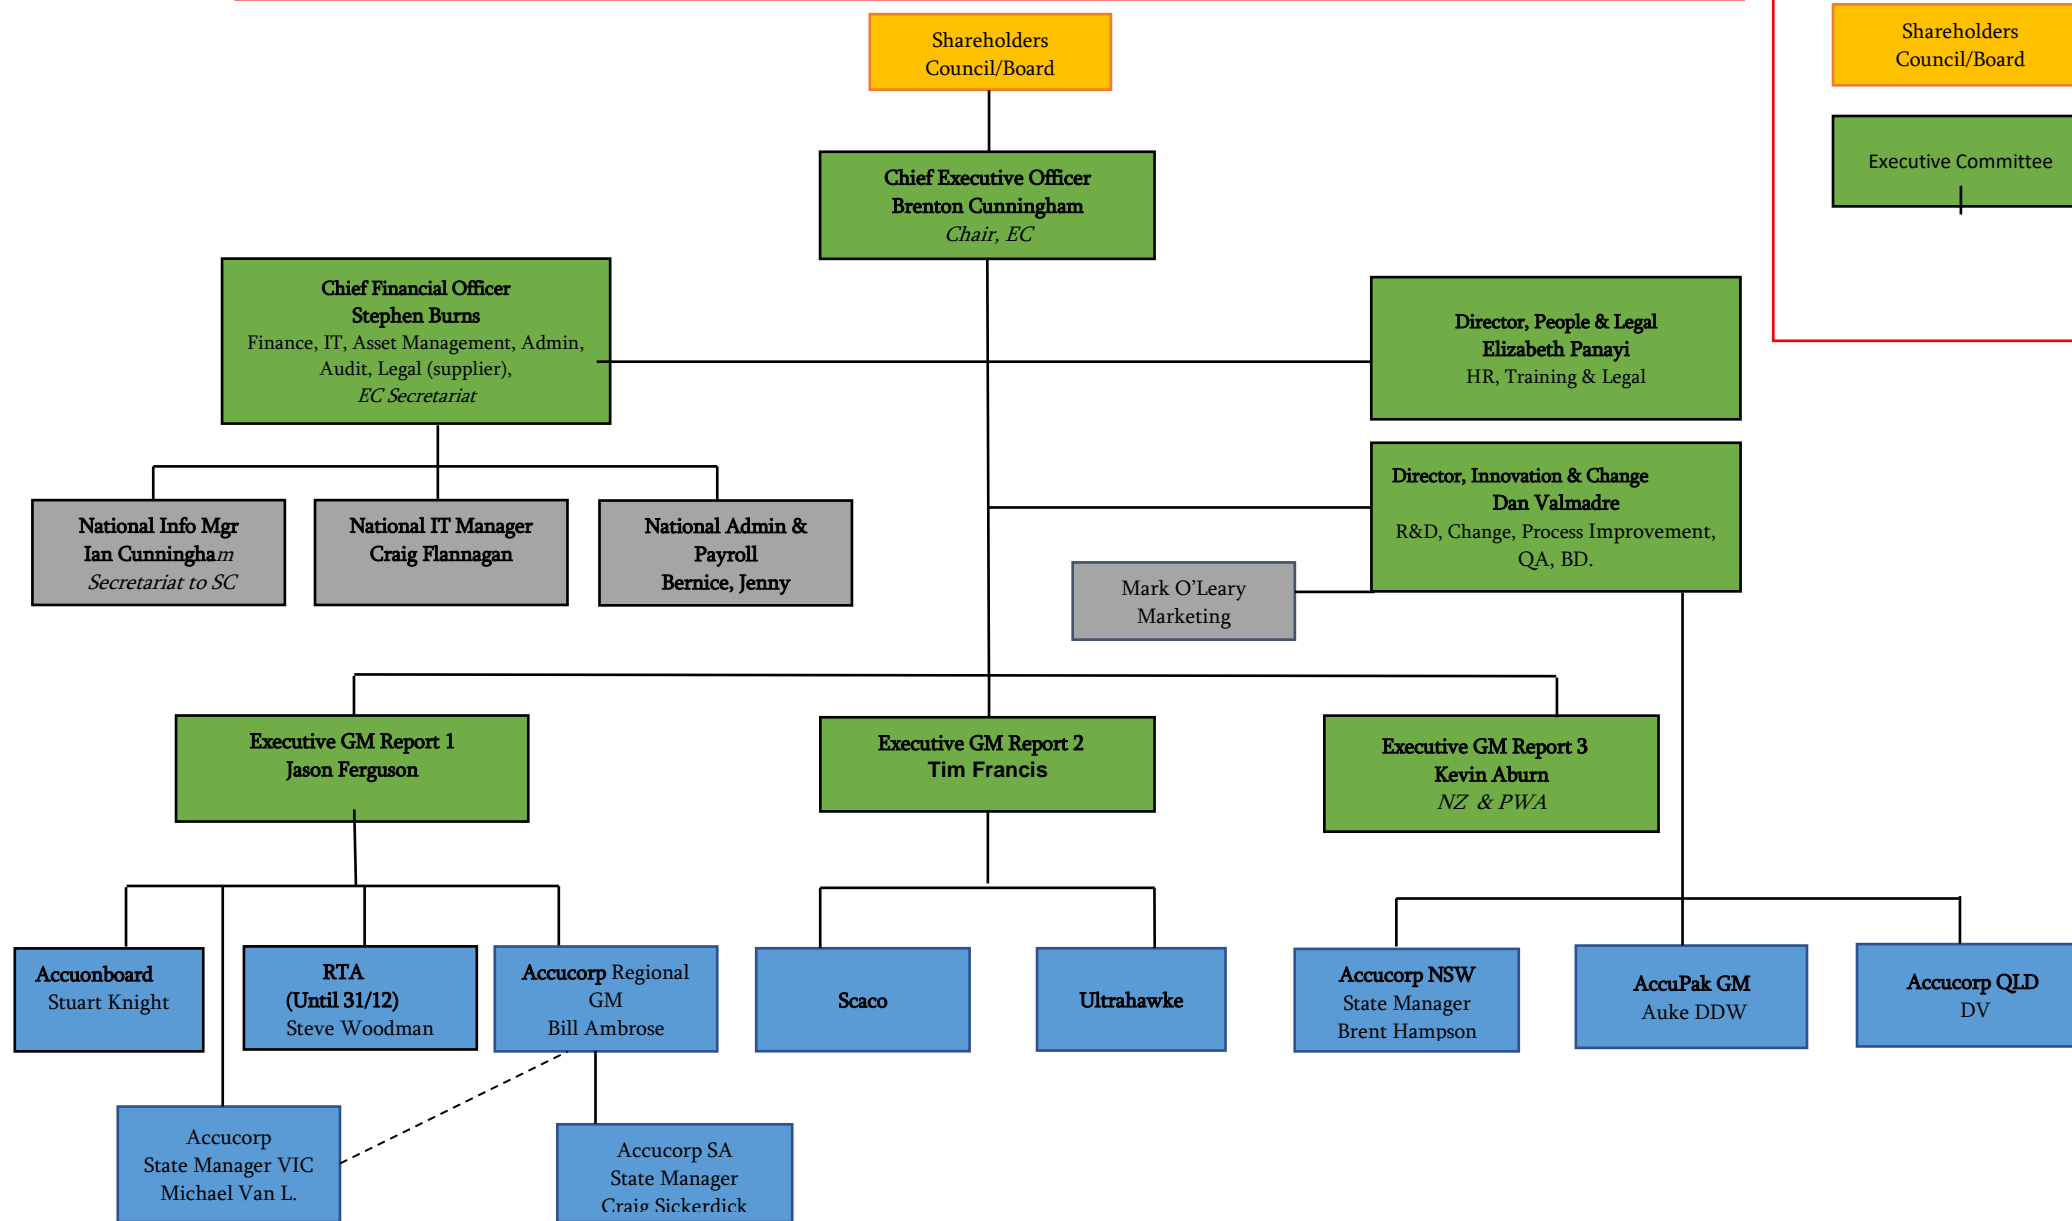 Shareholders
Council/Board
Shareholders
Council/Board
Executive Committee
Chief Executive Officer
Brenton Cunningham
Chair, EC
Chief Financial Officer
Stephen Burns
Finance, IT, Asset Management, Admin,
Audit, Legal (supplier),
EC Secretariat
Director, People & Legal
Elizabeth Panayi
HR, Training & Legal
Director, Innovation & Change
Dan Valmadre
R&D, Change, Process Improvement,
QA, BD.
National Info Mgr
Ian Cunningham
Secretariat to SC
National IT Manager
Craig Flannagan
National Admin &
Payroll
Bernice, Jenny
Mark O'Leary
Marketing
Executive GM Report 1
Jason Ferguson
Executive GM Report 2
Tim Francis
Executive GM Report 3
Kevin Aburn
NZ & PWA
Accuonboard
Stuart Knight
RTA
(Until 31/12)
Steve Woodman
Accucorp Regional
GM
Bill Ambrose
Scaco
Ultrahawke
Accucorp NSW
State Manager
Brent Hampson
AccuPak GM
Auke DDW
Accucorp QLD
DV
Accucorp
State Manager VIC
Michael Van L.
Accucorp SA
State Manager
Craig Sickerdick